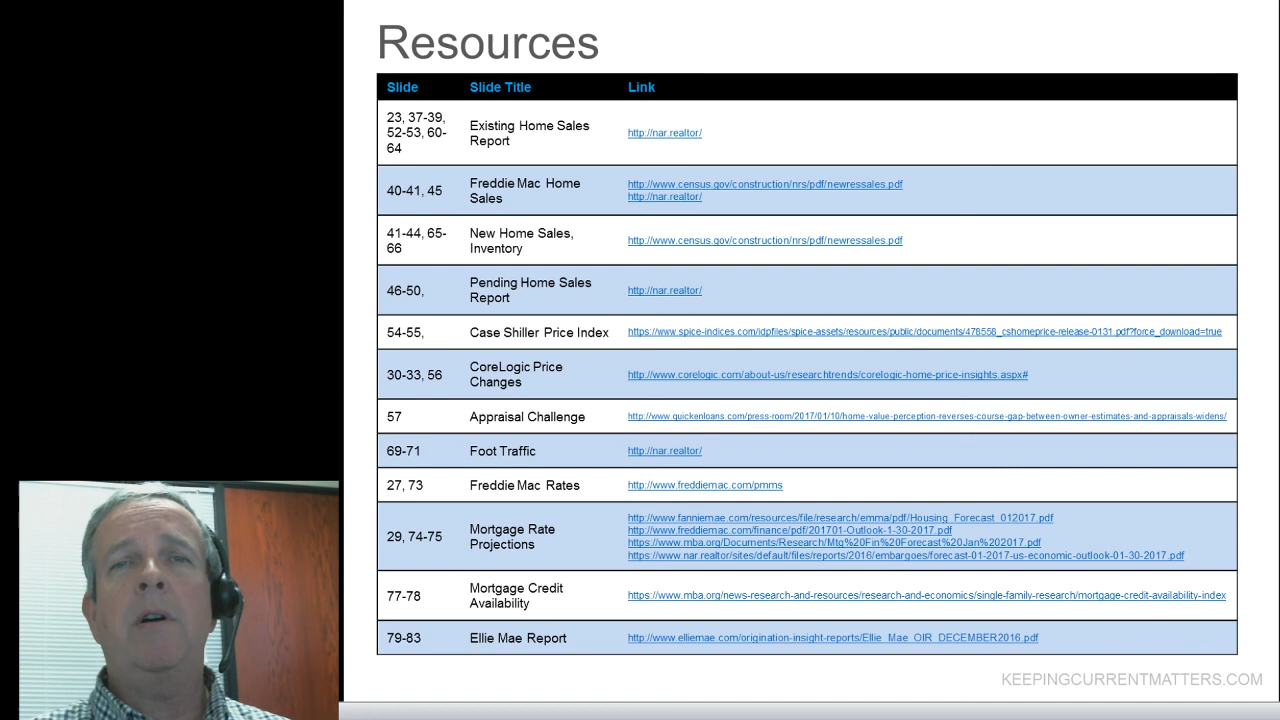 Resources
Slide Slide Title Link
23, 37-39,
52-53, 60-
64
Existing Home Sales
Report
http://nar.realtor/
40-41, 45
Freddie Mac Home
Sales
http://www.census.gov/construction/nrs/pdf/newressales.pdf
http://nar.realtor/
41-44, 65-
66
New Home Sales,
Inventory
http://www.census.gov/construction/nrs/pdf/newressales.pdf
46-50,
Pending Home Sales
Report
http://nar.realtor/
54-55,
Case Shiller Price Index
https://www.spice-indices.com/idpfiles/spice-assets/resources/public/documents/478556_cshomeprice-release-0131.pdf?force_download=true
30-33, 56
CoreLogic Price
Changes
http://www.corelogic.com/about-us/researchtrends/corelogic-home-price-insights.aspx#
57
Appraisal Challenge
http://www.quickenloans.com/press-room/2017/01/10/home-value-perception-reverses-course-gap-between-owner-estimates-and-appraisals-widens/
69-71
Foot Traffic
http://nar.realtor/
27, 73
Freddie Mac Rates
http://www.freddiemac.com/pmms
29, 74-75
Mortgage Rate
Projections
http://www.fanniemae.com/resources/file/research/emma/pdf/Housing_Forecast_012017.pdf
http://www.freddiemac.com/finance/pdf/201701-Outlook-1-30-2017.pdf
https://www.mba.org/Documents/Research/Mtg%20Fin%20Forecast%20Jan%202017.pdf
https://www.nar.realtor/sites/default/files/reports/2016/embargoes/forecast-01-2017-us-economic-outlook-01-30-2017.pdf
77-78
Mortgage Credit
Availability
https://www.mba.org/news-research-and-resources/research-and-economics/single-family-research/mortgage-credit-availability-index
79-83
Ellie Mae Report
http://www.elliemae.com/origination-insight-reports/Ellie_Mae_OIR_DECEMBER2016.pdf
KEEPINGCURRENTMATTERS.COM